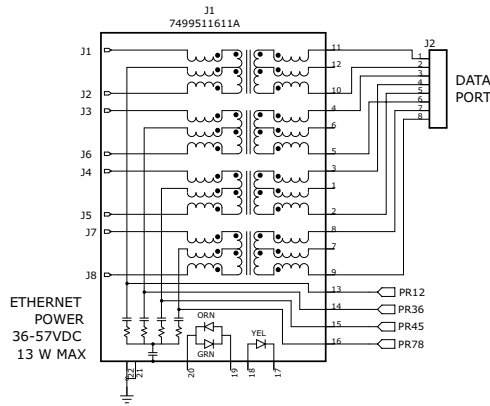 J1
7499511611A
J1
J2
J3
J6
J4
J5
J7
J8
11
12
10
4
6
5
3
1
2
8
7
9
13
14
15
16
J2
1
2
3
4
5
6
7
8
DATA
PORT
PR12
PR36
PR45
PR78
ETHERNET
POWER
36-57VDC
13 W MAX
ORN
GRN
YEL
22
21
20
19
18
17